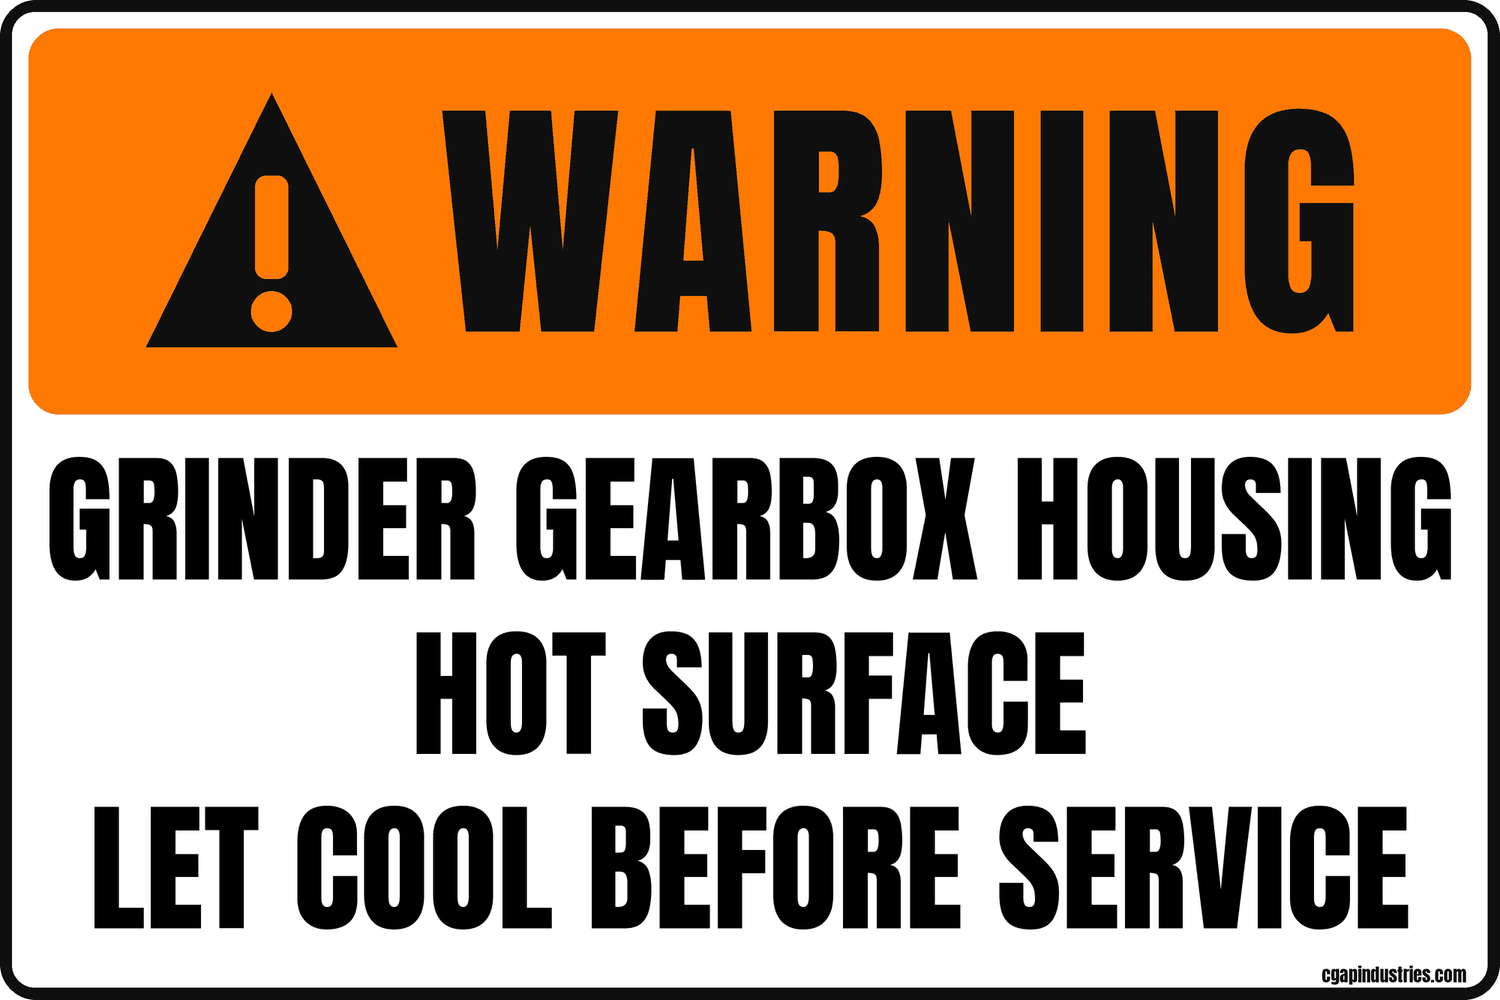 WARNING
GRINDER GEARBOX HOUSING
HOT SURFACE
LET COOL BEFORE SERVICE
cgapindustries.com